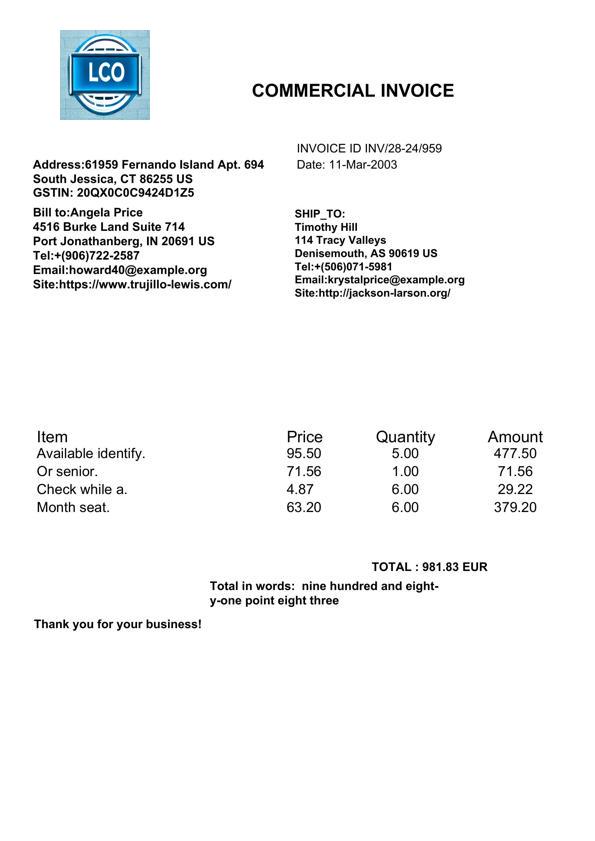 LCO
COMMERCIAL INVOICE
INVOICE ID INV/28-24/959
Date: 11-Mar-2003
Address:61959 Fernando Island Apt. 694
South Jessica, CT 86255 US
GSTIN: 20QX0C0C9424D1Z5
Bill to:Angela Price
4516 Burke Land Suite 714
Port Jonathanberg, IN 20691 US
Tel:+(906)722-2587
Email:howard40@example.org
Site:https://www.trujillo-lewis.com/
SHIP_TO:
Timothy Hill
114 Tracy Valleys
Denisemouth, AS 90619 US
Tel:+(506)071-5981
Email:krystalprice@example.org
Site:http://jackson-larson.org/
Item Price Quantity Amount
Available identify. 95.50 5.00 477.50
Or senior. 71.56 1.00 71.56
Check while a. 4.87 6.00 29.22
Month seat. 63.20 6.00 379.20
TOTAL : 981.83 EUR
Total in words:  nine hundred and eight-
y-one point eight three
Thank you for your business!